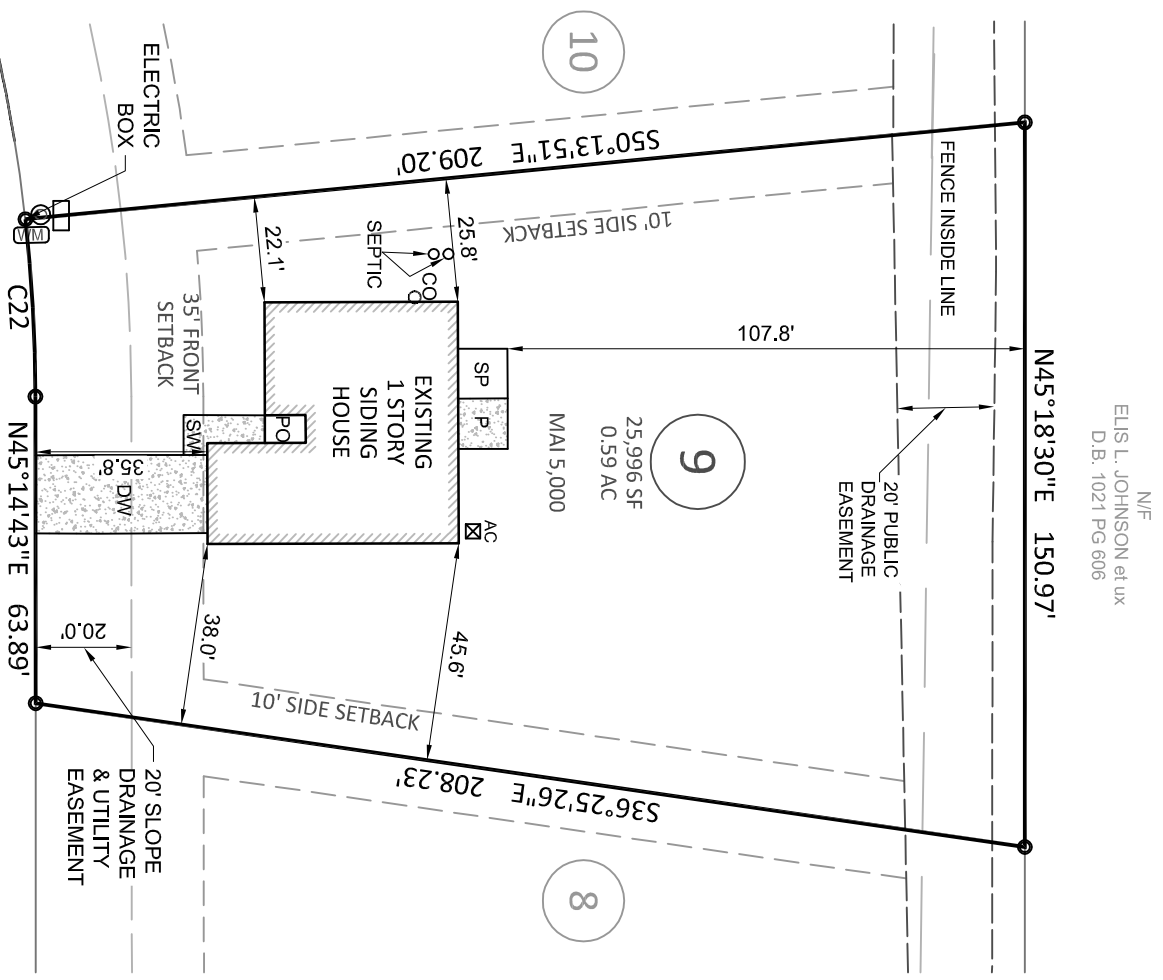 N/F
ELIS L. JOHNSON et ux
D.B. 1021 PG 606
N45°18'30"E 150.97'
FENCE INSIDE LINE
20' PUBLIC
DRAINAGE
EASEMENT
10
S50°13'51"E 209.20'
10' SIDE SETBACK
107.8'
9
25,996 SF
0.59 AC
MAI 5,000
S36°25'26"E 208.23'
10' SIDE SETBACK
8
25.8'
22.1'
SEPTIC
CO
SP
P
AC
EXISTING
1 STORY
SIDING
HOUSE
PO
SW
45.6'
38.0'
35' FRONT
SETBACK
35.8'
DW
20.0'
20' SLOPE
DRAINAGE
& UTILITY
EASEMENT
ELECTRIC
BOX
WM
C22
N45°14'43"E 63.89'